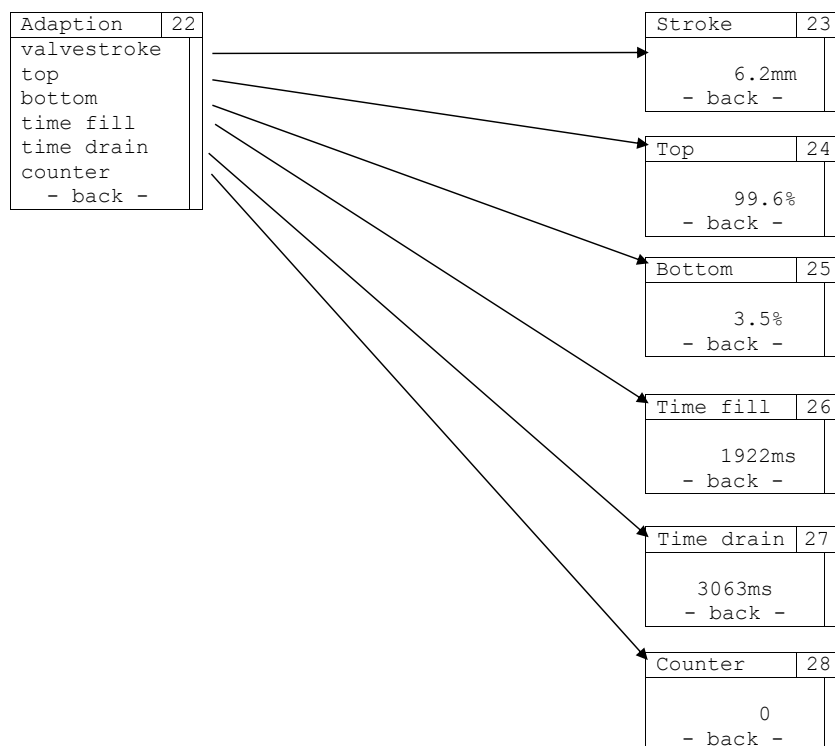 Adaption 22
valvestroke
top
bottom
time fill
time drain
counter
- back -
Stroke 23
6.2mm
- back -
Top 24
99.6%
- back -
Bottom 25
3.5%
- back -
Time fill 26
1922ms
- back -
Time drain 27
3063ms
- back -
Counter 28
0
- back -